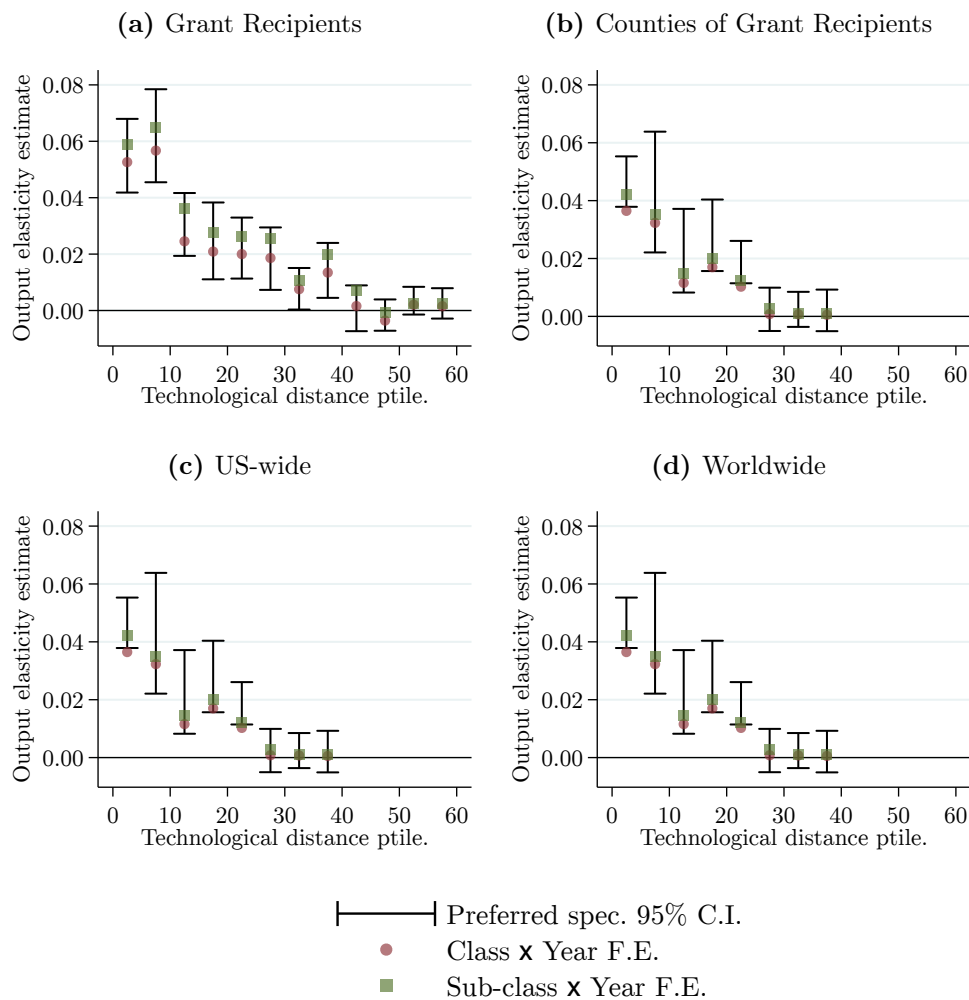 (a) Grant Recipients
Output elasticity estimate
0.08
0.06
0.04
0.02
0.00
0 10 20 30 40 50 60
Technological distance ptile.
(b) Counties of Grant Recipients
Output elasticity estimate
0.08
0.06
0.04
0.02
0.00
0 10 20 30 40 50 60
Technological distance ptile.
(c) US-wide
Output elasticity estimate
0.08
0.06
0.04
0.02
0.00
0 10 20 30 40 50 60
Technological distance ptile.
(d) Worldwide
Output elasticity estimate
0.08
0.06
0.04
0.02
0.00
0 10 20 30 40 50 60
Technological distance ptile.
Preferred spec. 95% C.I.
Class x Year F.E.
Sub-class x Year F.E.